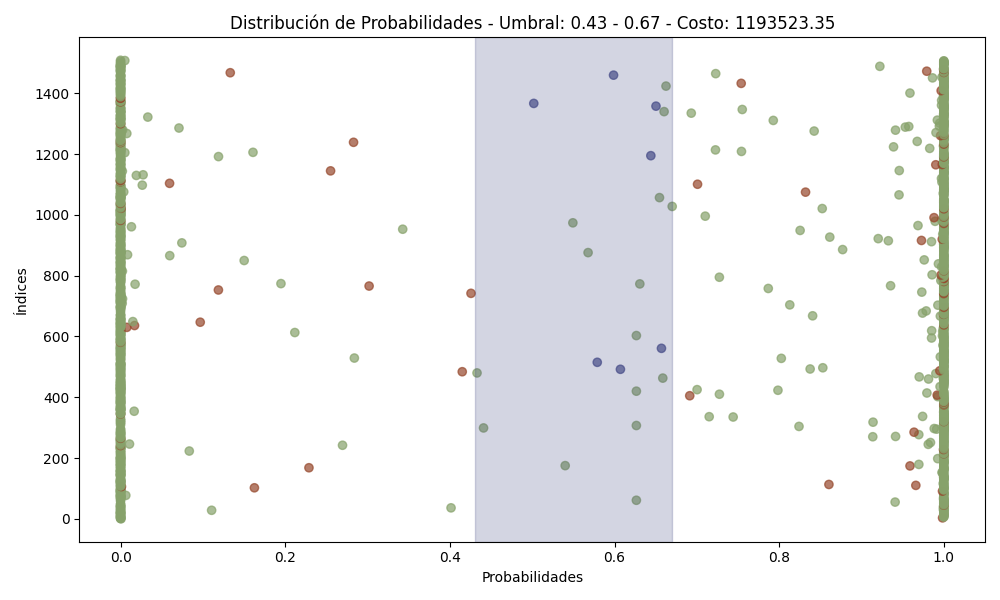 Distribución de Probabilidades - Umbral: 0.43 - 0.67 - Costo: 1193523.35
1400
1200
1000
800
600
400
200
0
Índices
0.0 0.2 0.4 0.6 0.8 1.0
Probabilidades